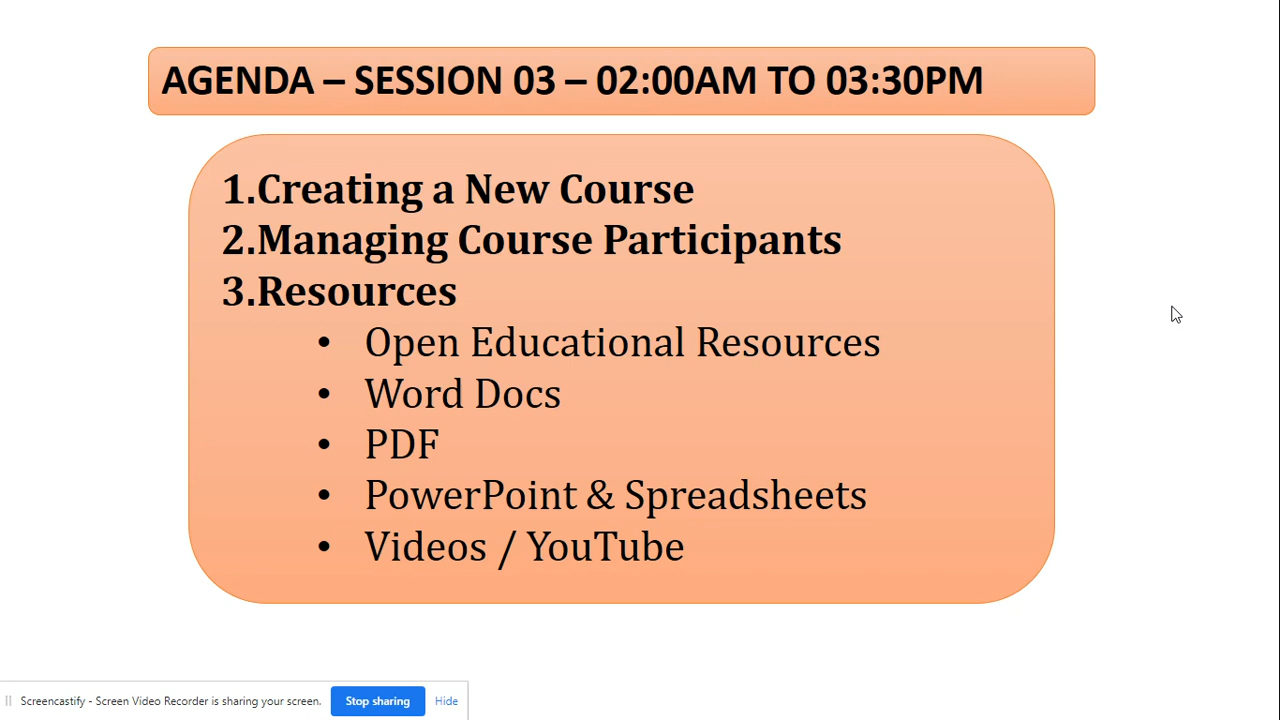 AGENDA – SESSION 03 – 02:00AM TO 03:30PM
1.Creating a New Course
2.Managing Course Participants
3.Resources
• Open Educational Resources
• Word Docs
• PDF
• PowerPoint & Spreadsheets
• Videos / YouTube
Screencastify - Screen Video Recorder is sharing your screen. Stop sharing Hide